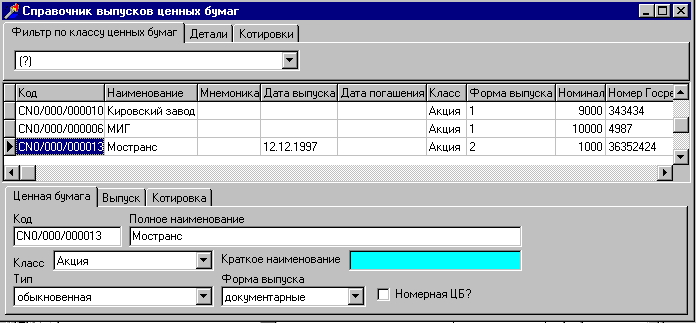 Справочник выпусков ценных бумаг
Фильтр по классу ценных бумаг Детали Котировки
(?)
Код Наименование Мнемоника Дата выпуска Дата погашения Класс Форма выпуска Номинал Номер Госре
CN0/000/000010 Кировский завод Акция 1 9000 343434
CN0/000/000006 МИГ Акция 1 10000 4987
CN0/000/000013 Мостранс 12.12.1997 Акция 2 1000 36352424
Ценная бумага Выпуск Котировка
Код Полное наименование
CN0/000/000013 Мостранс
Класс Акция Краткое наименование
Тип Форма выпуска
обыкновенная документарные Номерная ЦБ?